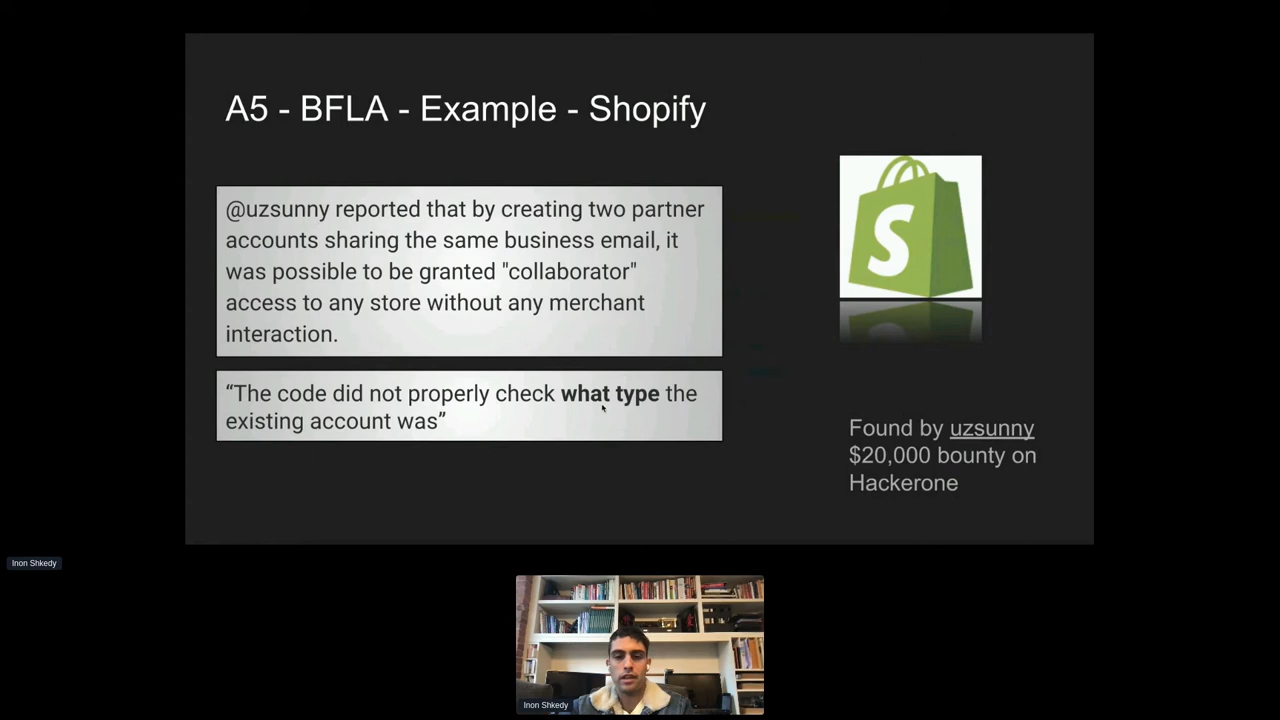 A5 - BFLA - Example - Shopify
@uzsunny reported that by creating two partner
accounts sharing the same business email, it
was possible to be granted "collaborator"
access to any store without any merchant
interaction.
“The code did not properly check what type the
existing account was”
S
Found by uzsunny
$20,000 bounty on
Hackerone
Inon Shkedy
Inon Shkedy